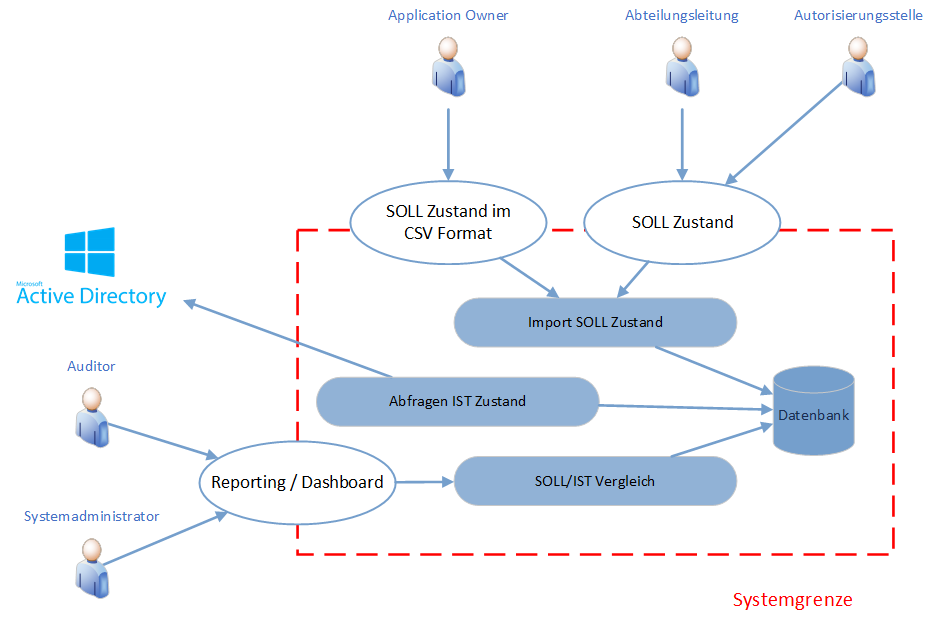 Application Owner
Abteilungsleitung
Autorisierungsstelle
SOLL Zustand im
CSV Format
SOLL Zustand
Microsoft
Active Directory
Import SOLL Zustand
Auditor
Abfragen IST Zustand
Datenbank
Reporting / Dashboard
SOLL/IST Vergleich
Systemadministrator
Systemgrenze